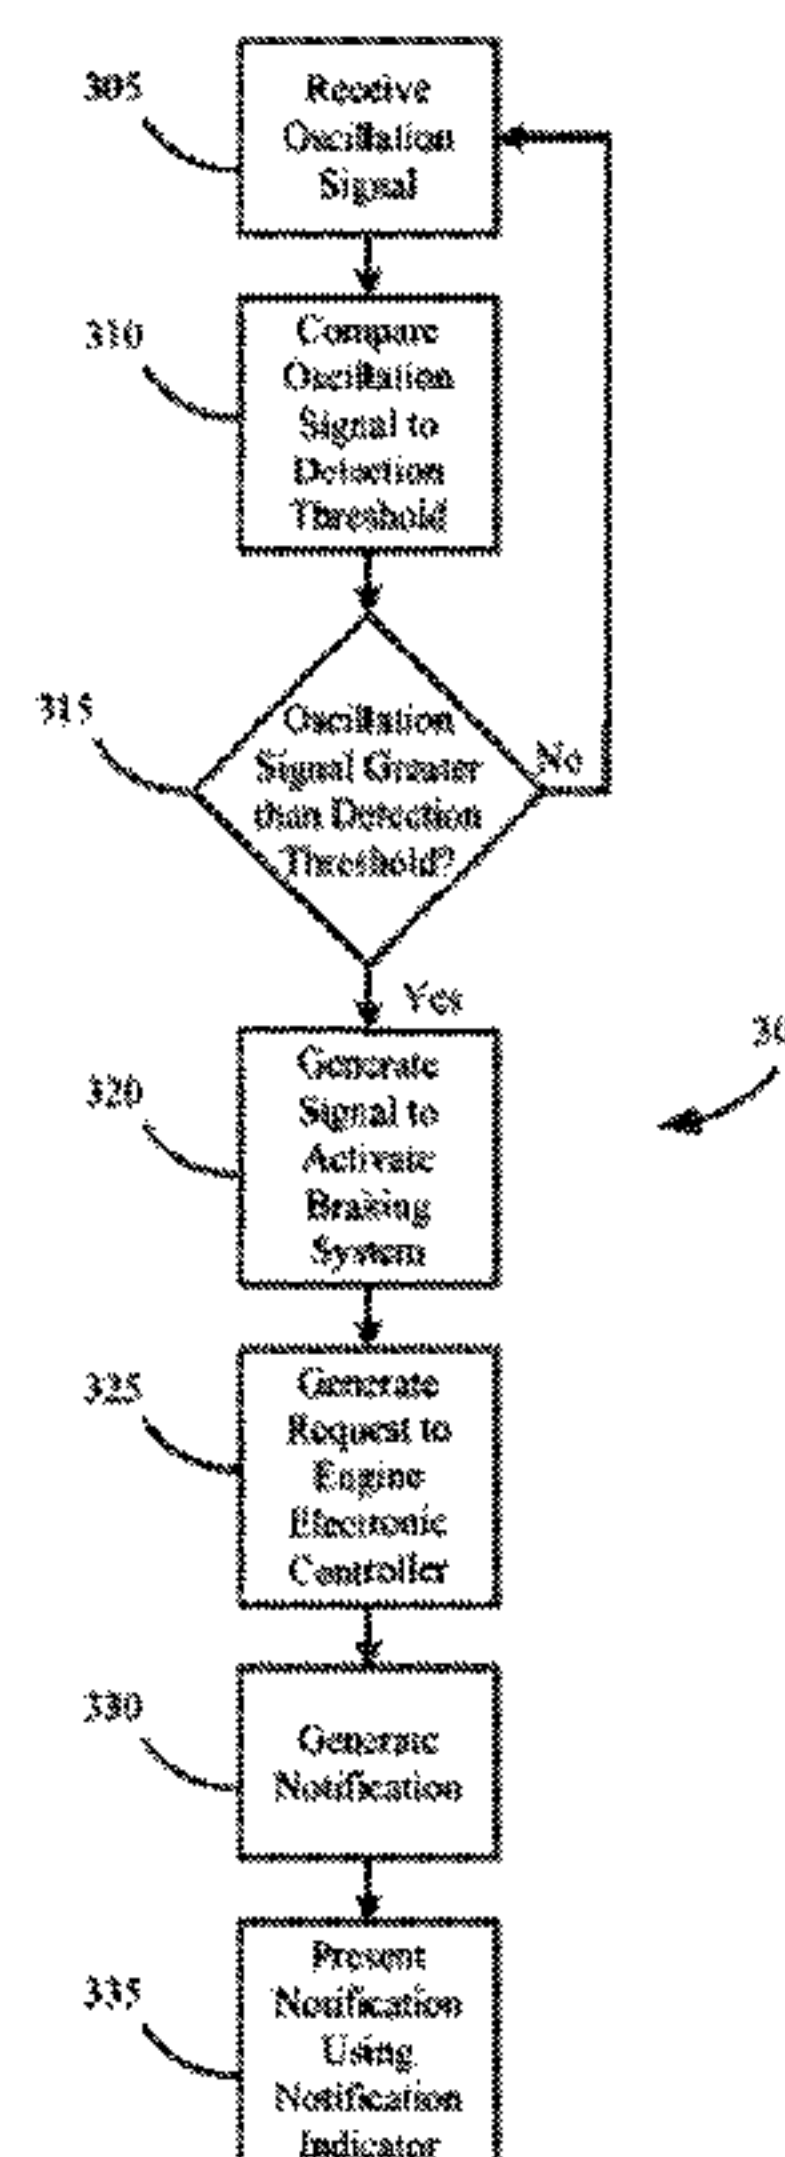 305
Receive
Oscillation
Signal
310
Compare
Oscillation
Signal to
Detection
Threshold
315
Oscillation
Signal Greater
than Detection
Threshold?
No
Yes
30
320
Generate
Signal to
Activate
Braking
System
325
Generate
Request to
Engine
Electronic
Controller
330
Generate
Notification
335
Present
Notification
Using
Notification
Indicator